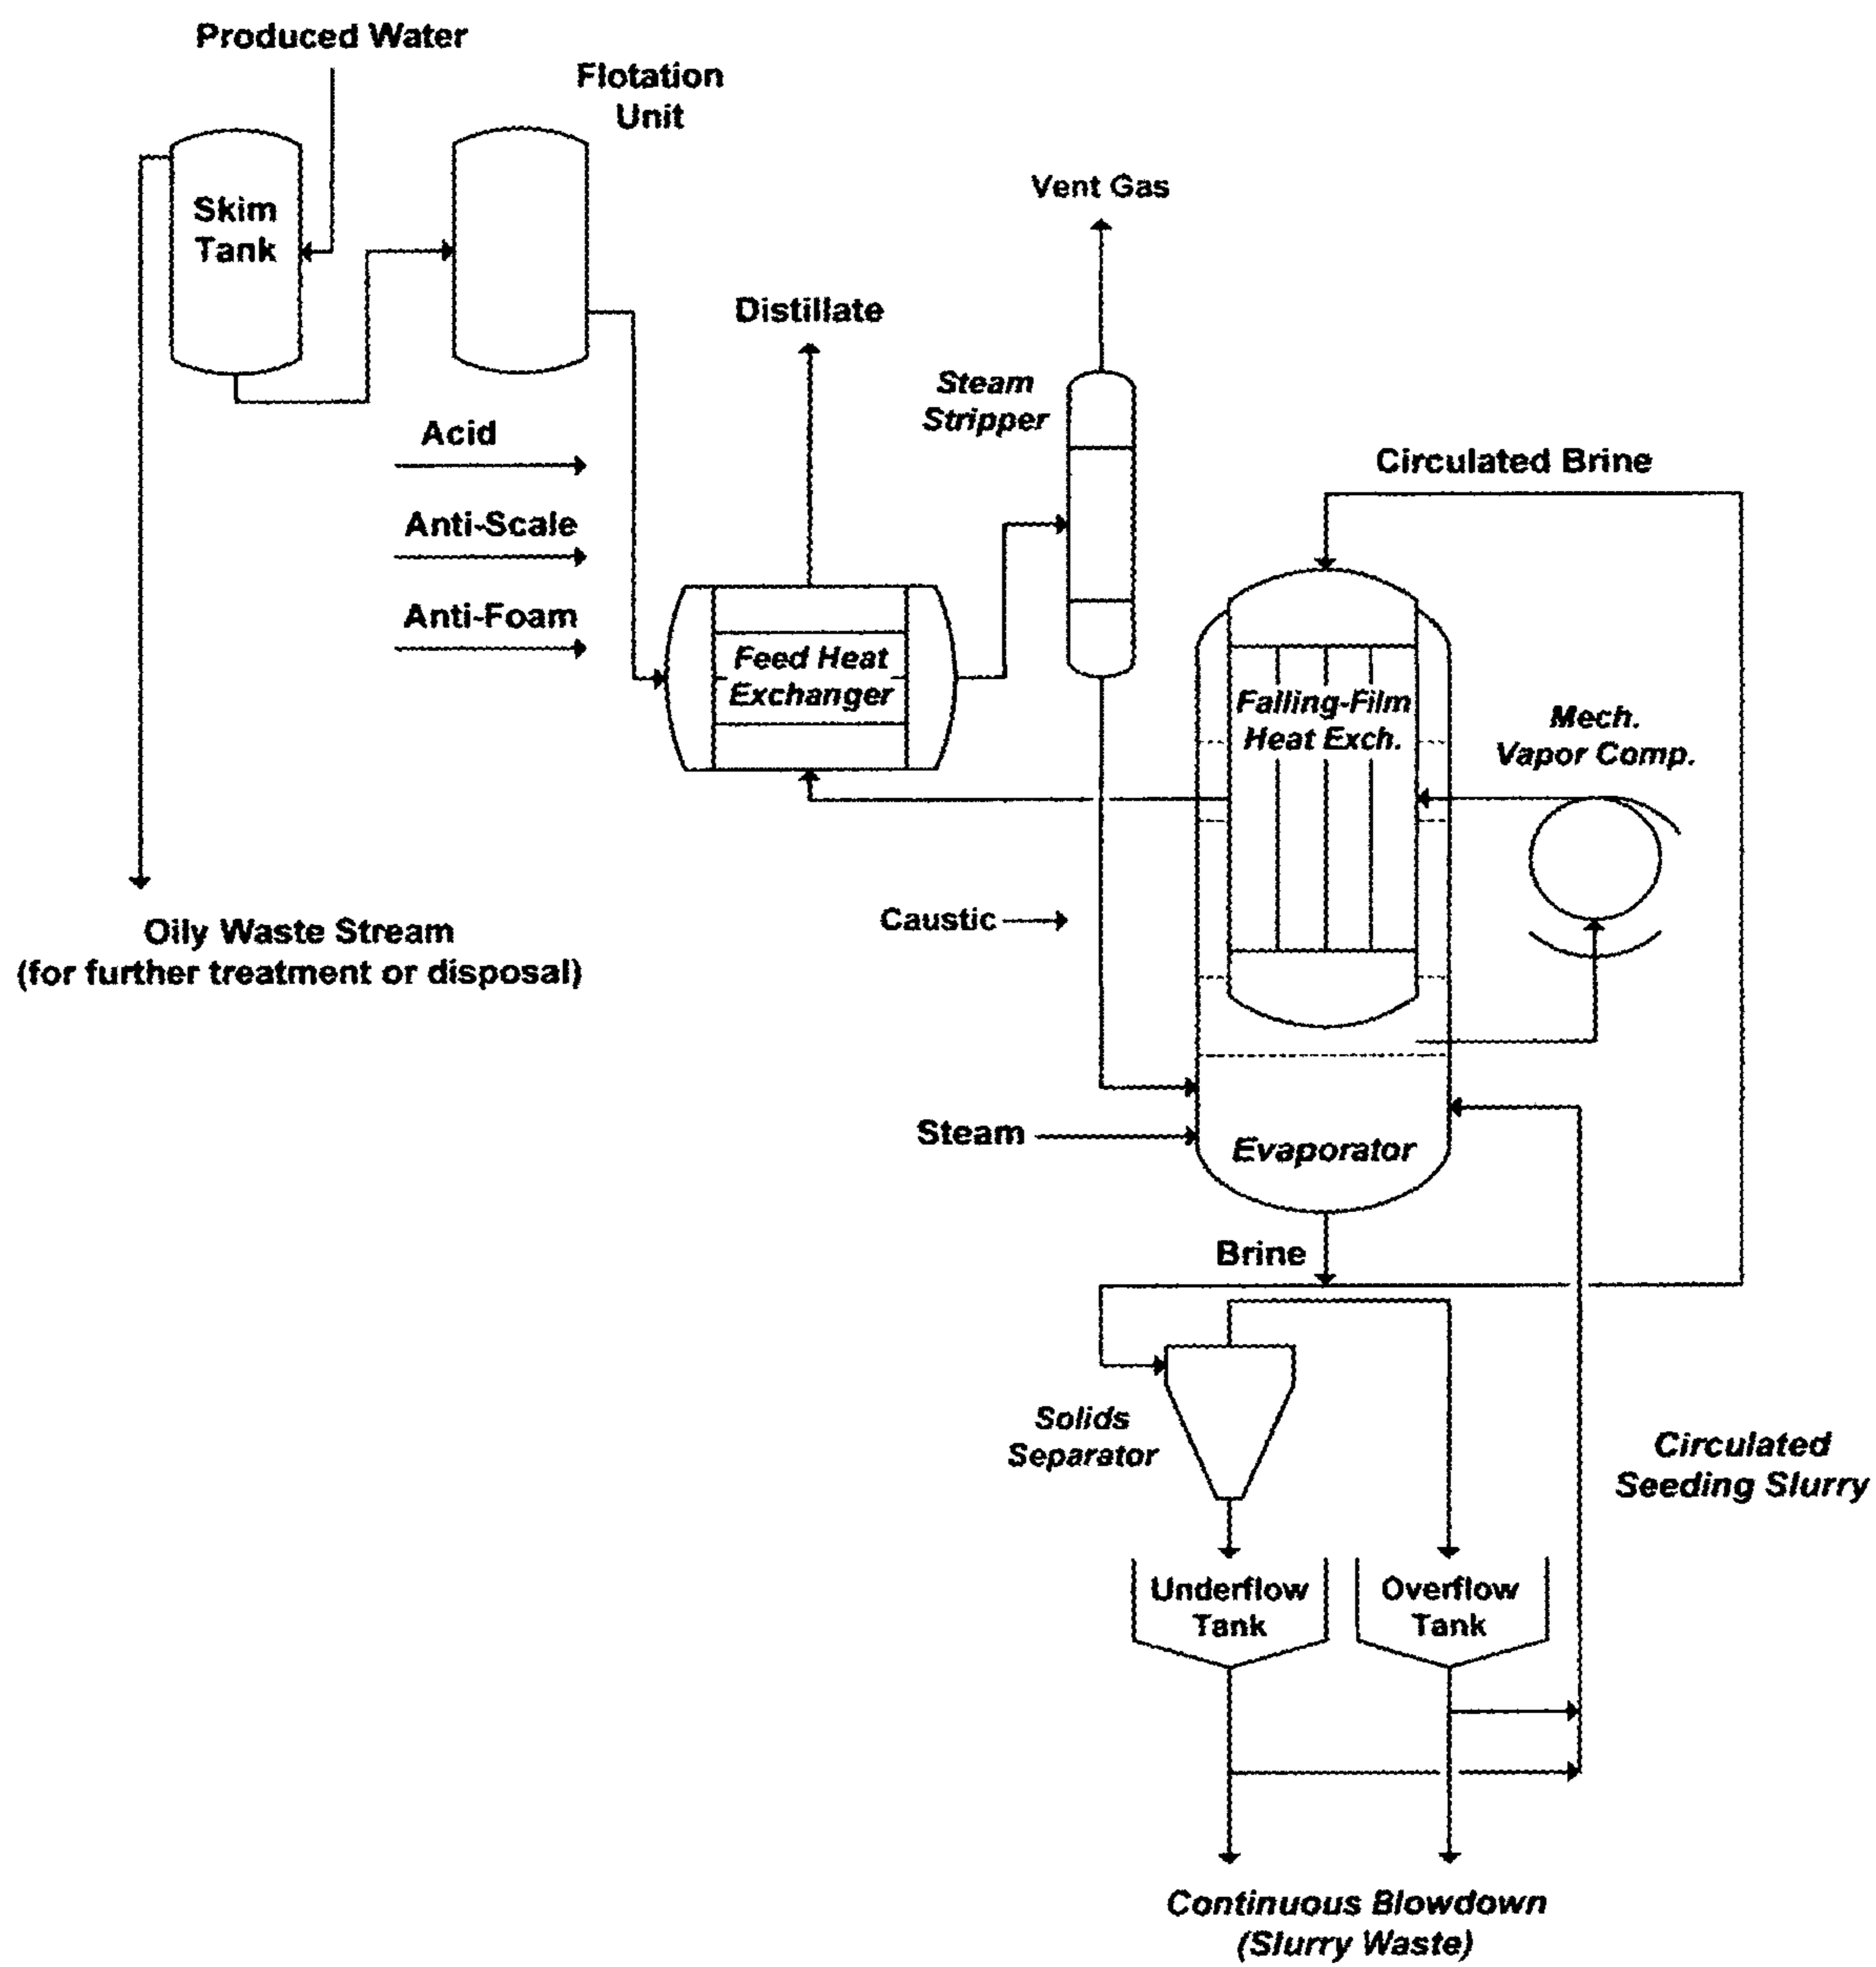 Produced Water
Flotation
Unit
Skim
Tank
Vent Gas
Distillate
Steam
Stripper
Acid
Anti-Scale
Anti-Foam
Circulated Brine
Feed Heat
Exchanger
Falling-Film
Heat Exch.
Mech.
Vapor Comp.
Caustic
Oily Waste Stream
(for further treatment or disposal)
Steam
Evaporator
Brine
Solids
Separator
Circulated
Seeding Slurry
Underflow
Tank
Overflow
Tank
Continuous Blowdown
(Slurry Waste)